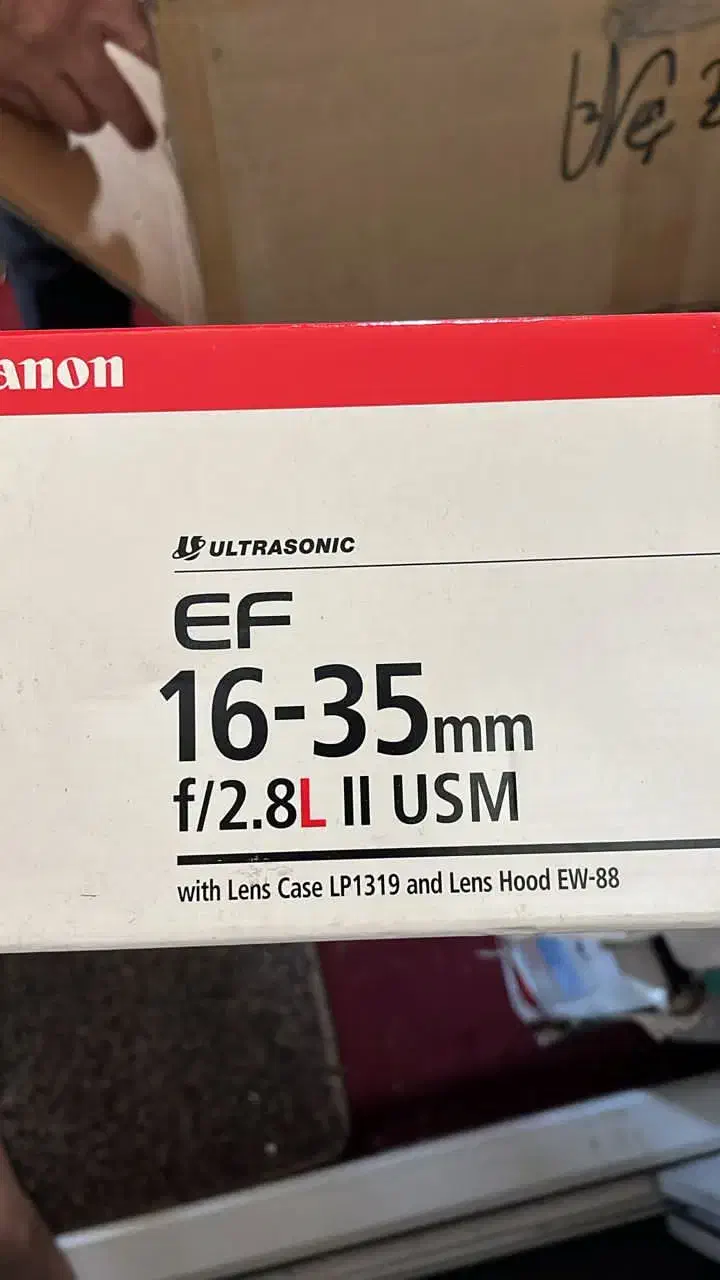 anon
ULTRASONIC
EF
16-35mm
f/2.8L II USM
with Lens Case LP1319 and Lens Hood EW-88